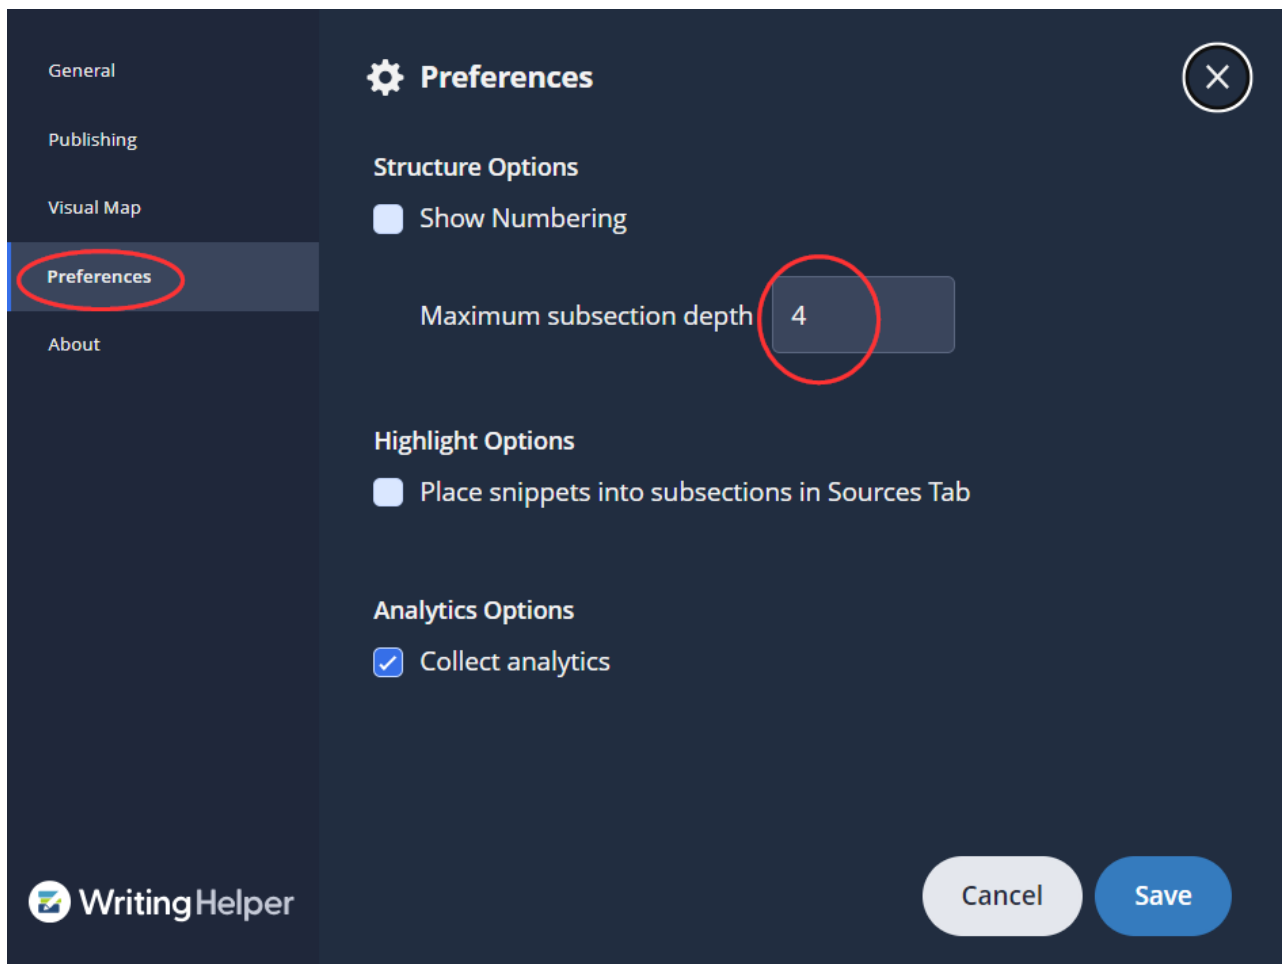 General
Publishing
Visual Map
Preferences
About
Preferences
Structure Options
Show Numbering
Maximum subsection depth 4
Highlight Options
Place snippets into subsections in Sources Tab
Analytics Options
Collect analytics
WritingHelper
Cancel Save